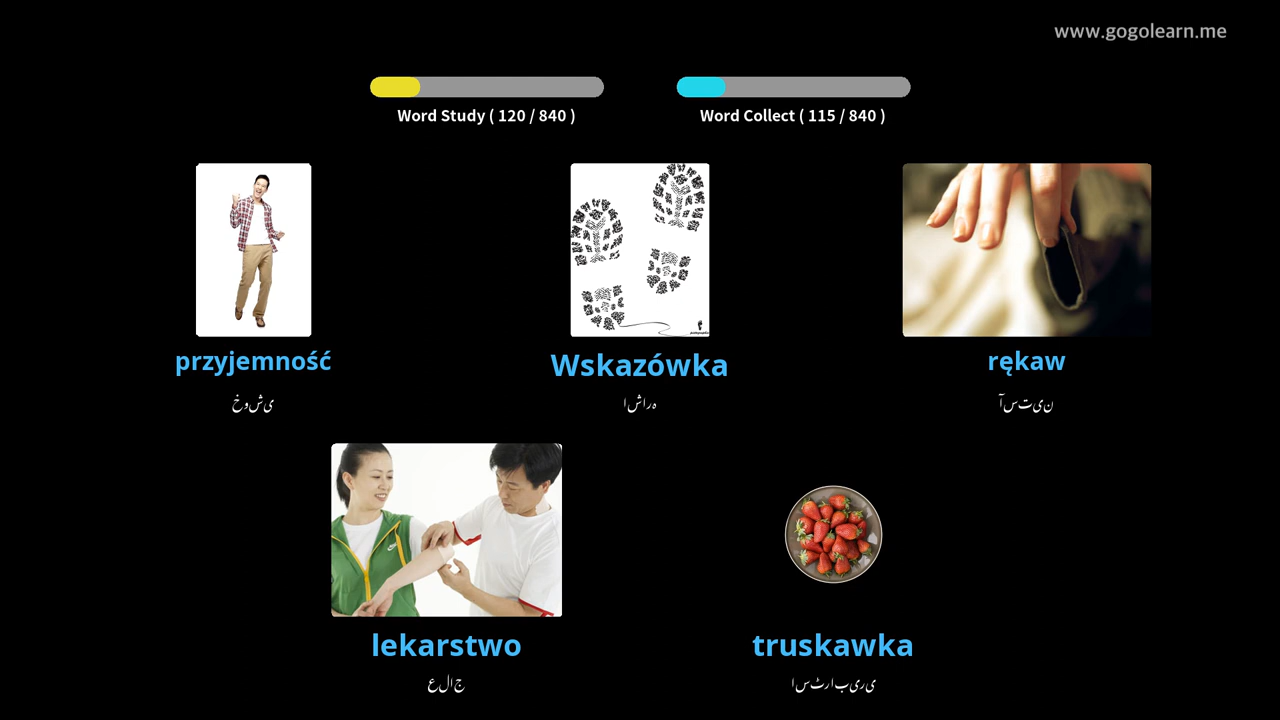 www.gogolearn.me
Word Study ( 120 / 840 )
Word Collect ( 115 / 840 )
przyjemność
Wskazówka
rękaw
خوشی
اشارہ
آستین
lekarstwo
truskawka
علاج
اسٹرابیری